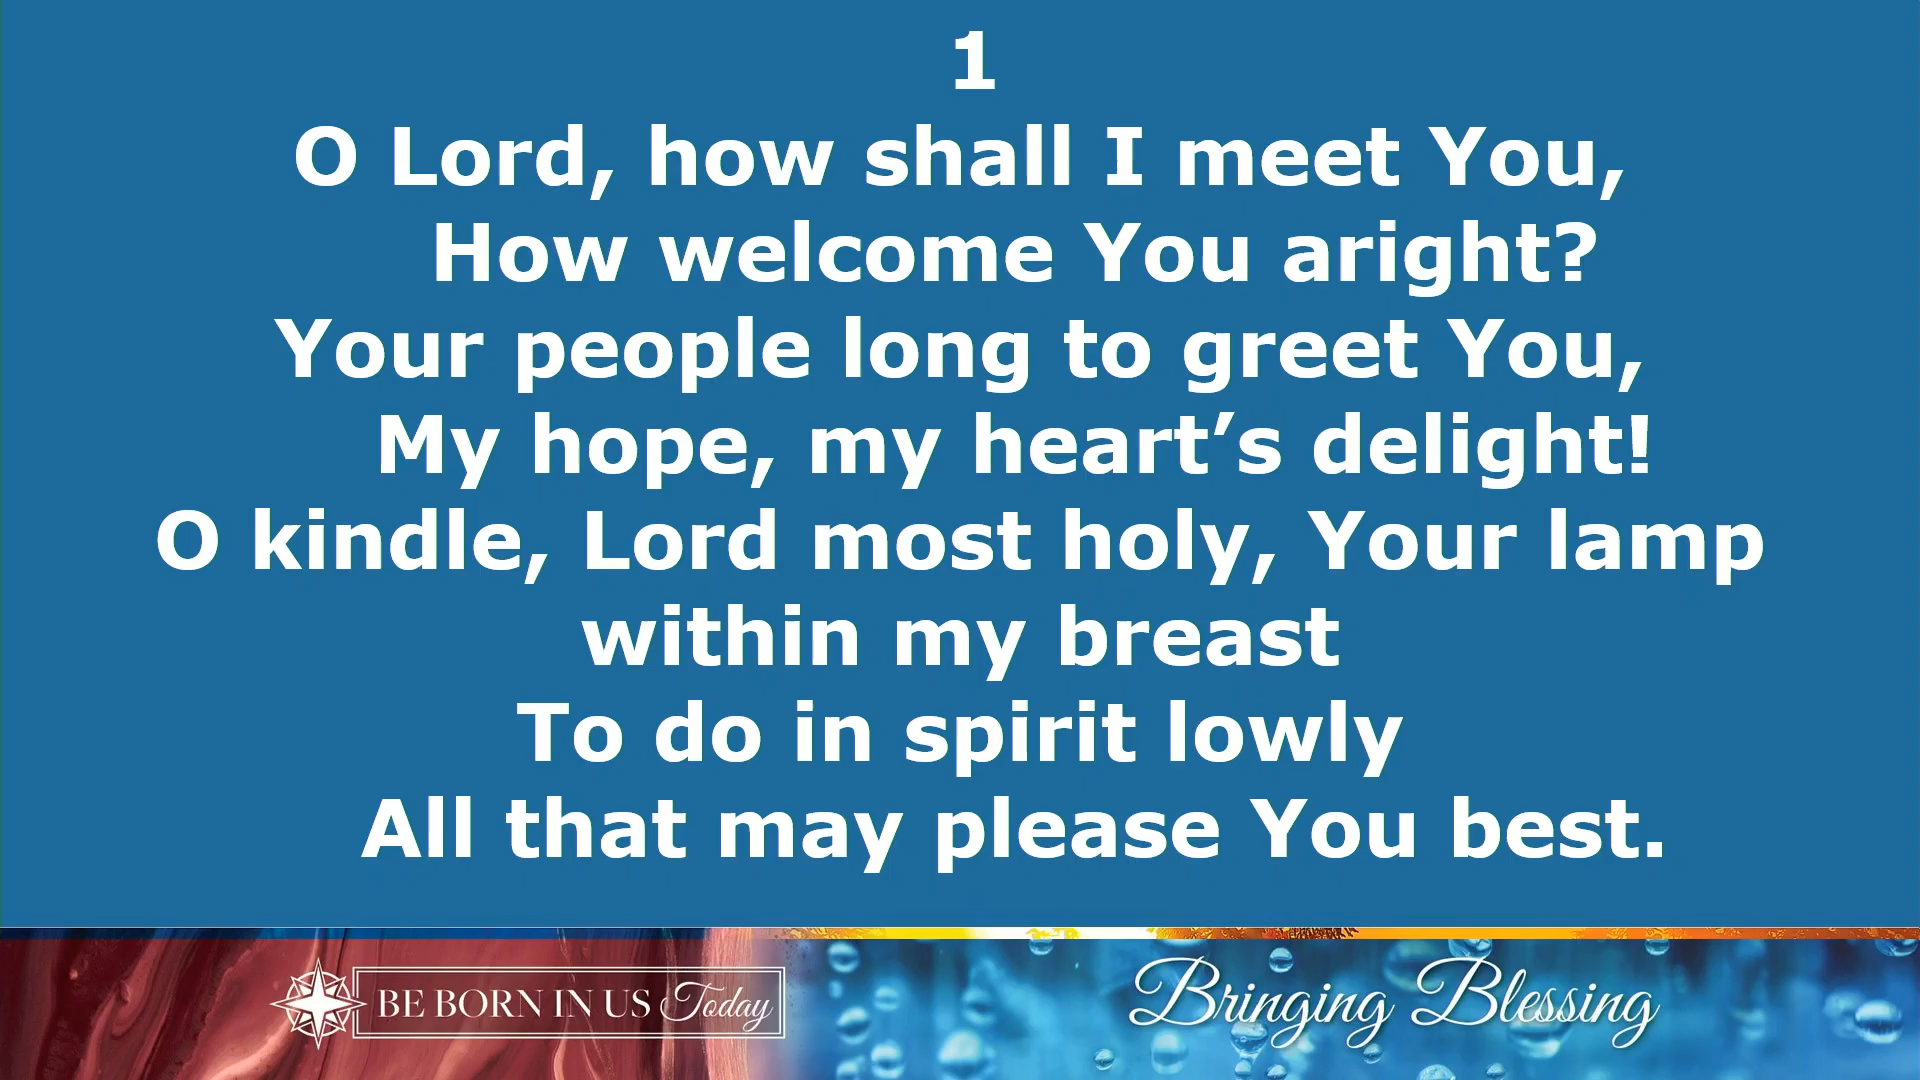 1
O Lord, how shall I meet You,
How welcome You aright?
Your people long to greet You,
My hope, my heart’s delight!
O kindle, Lord most holy, Your lamp
within my breast
To do in spirit lowly
All that may please You best.
BE BORN IN US Today
Bringing Blessing